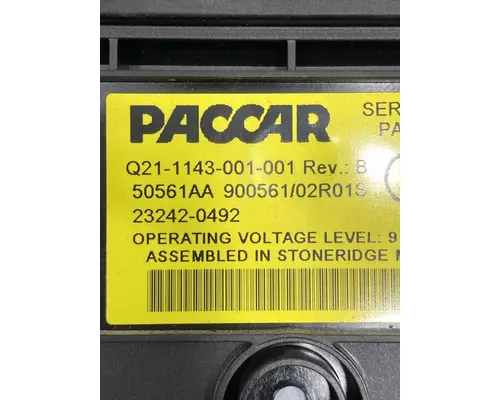 PACCAR
SER
PA
Q21-1143-001-001 Rev.: B
50561AA 900561/02R01S
23242-0492
OPERATING VOLTAGE LEVEL: 9
ASSEMBLED IN STONERIDGE M